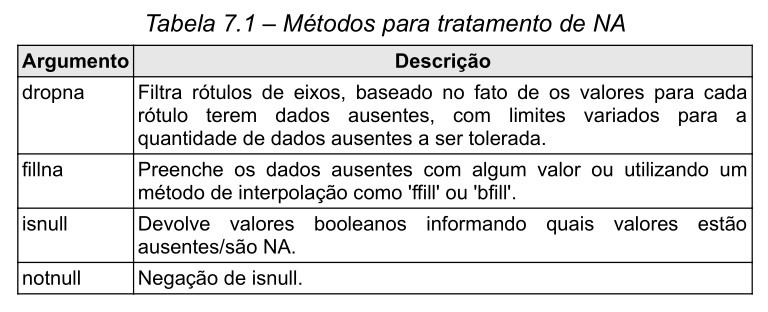 Tabela 7.1 – Métodos para tratamento de NA
Argumento Descrição
dropna Filtra rótulos de eixos, baseado no fato de os valores para cada
rótulo terem dados ausentes, com limites variados para a
quantidade de dados ausentes a ser tolerada.
fillna Preenche os dados ausentes com algum valor ou utilizando um
método de interpolação como 'ffill' ou 'bfill'.
isnull Devolve valores booleanos informando quais valores estão
ausentes/são NA.
notnull Negação de isnull.